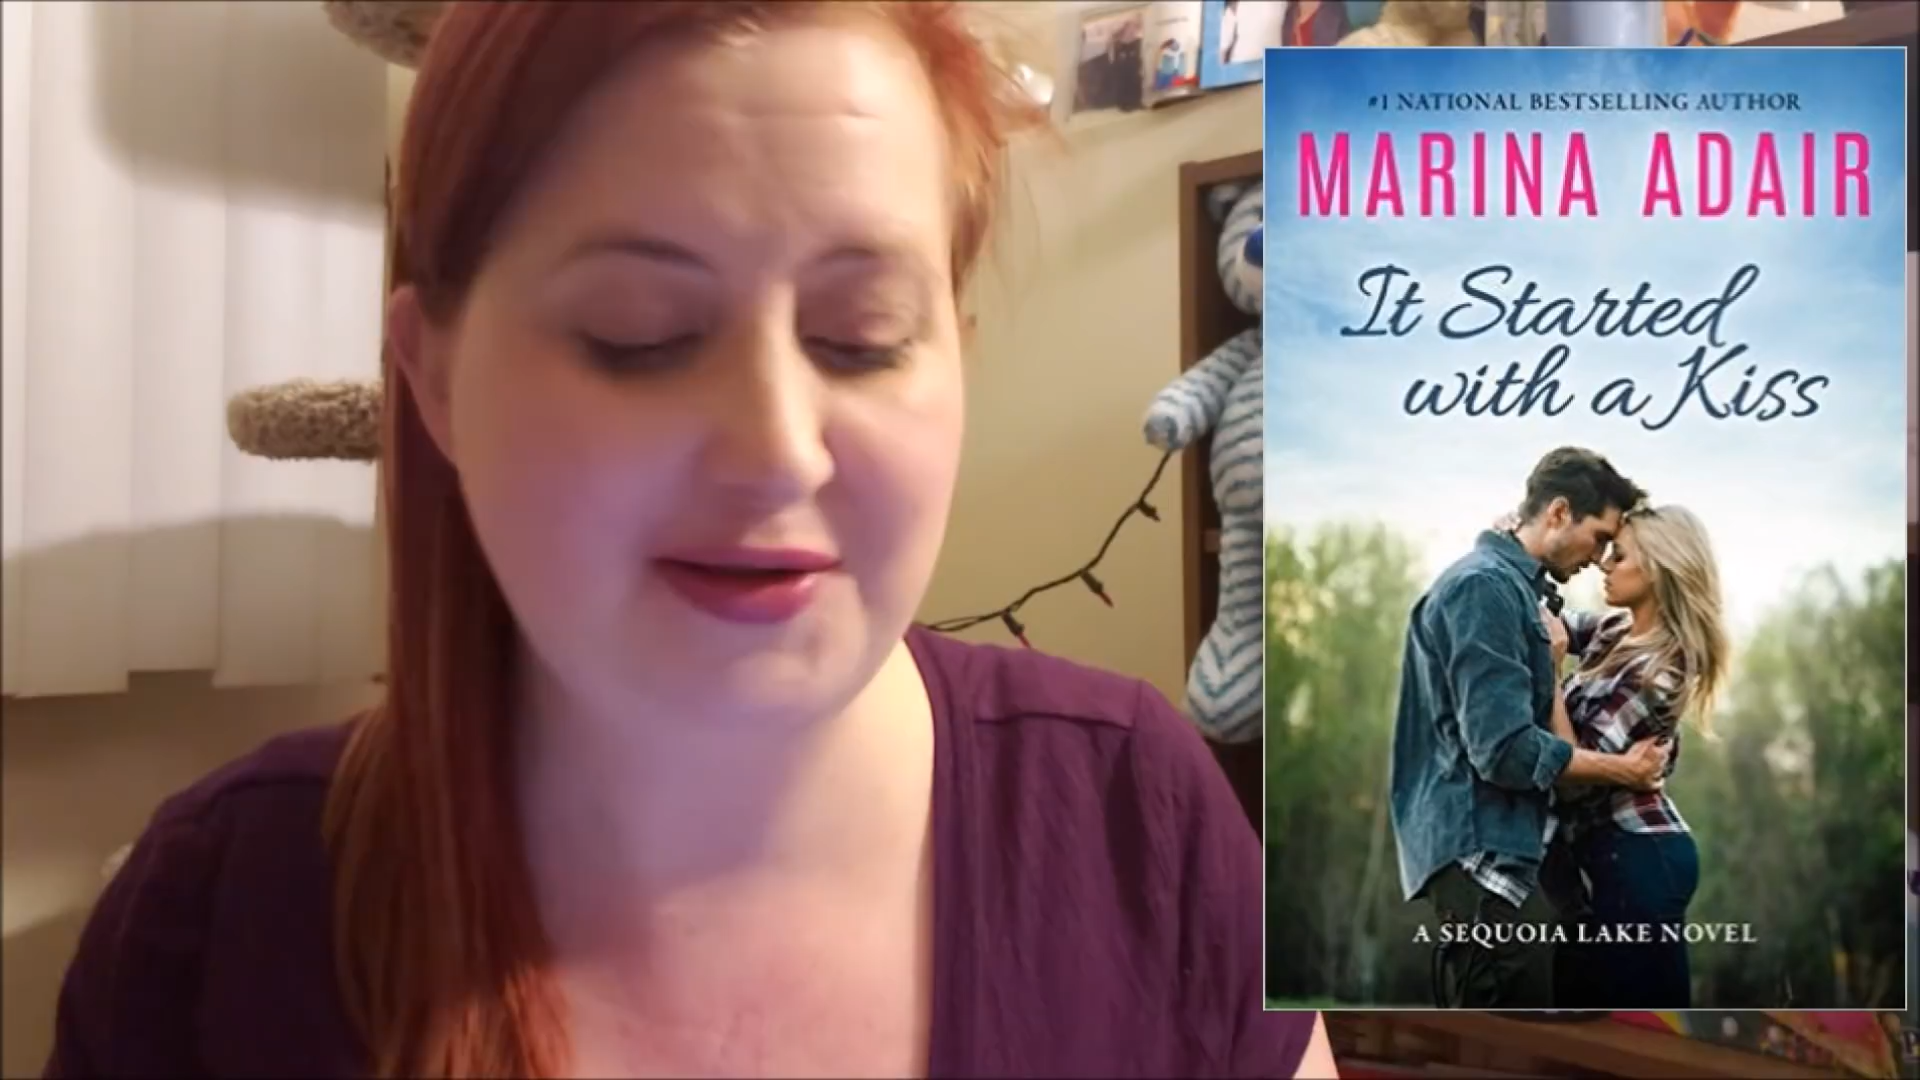 #1 NATIONAL BESTSELLING AUTHOR
MARINA ADAIR
It Started
with a Kiss
A SEQUOIA LAKE NOVEL